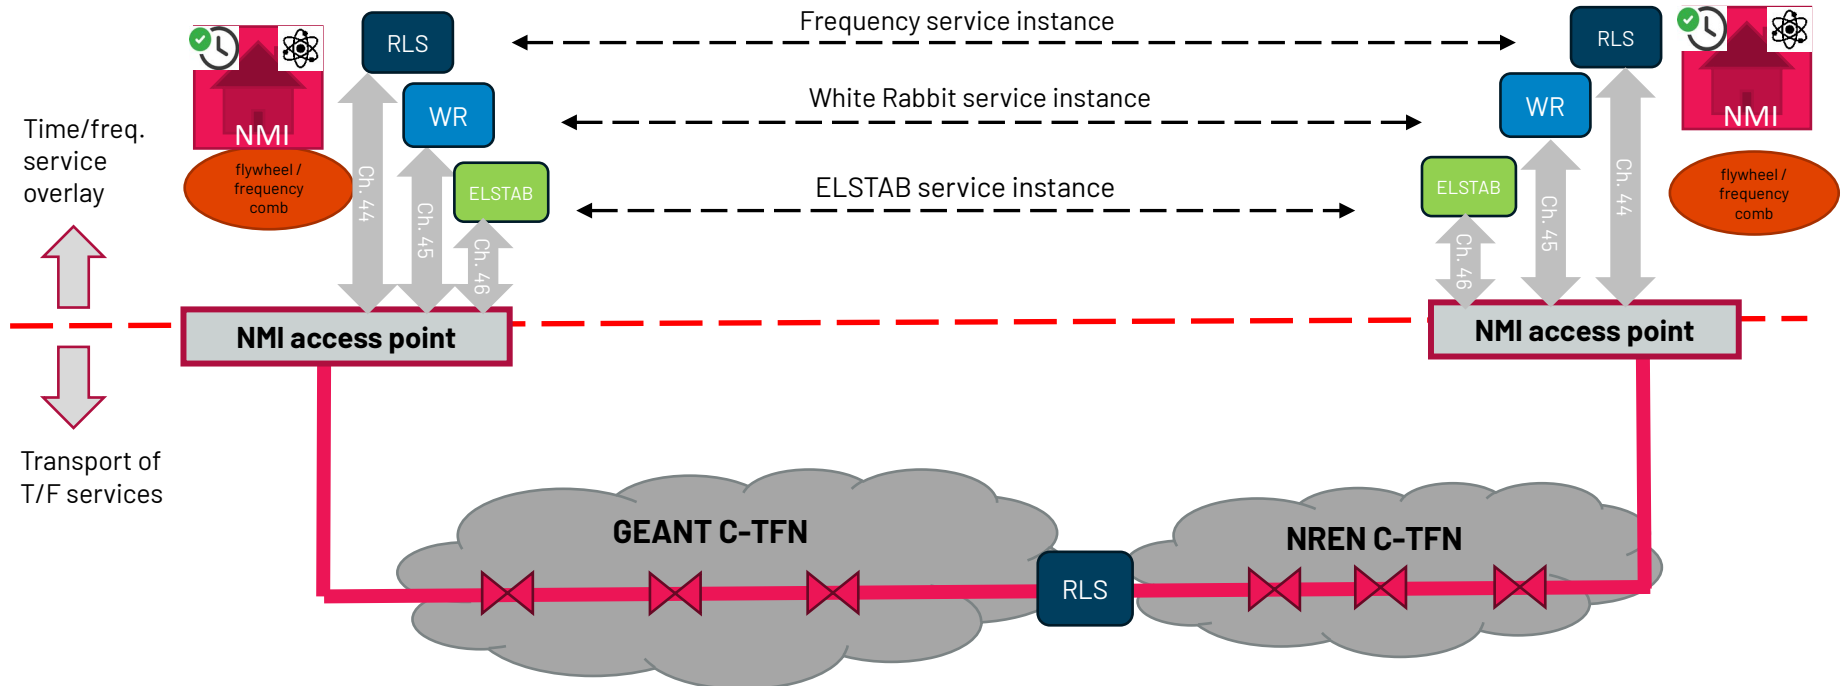 Frequency service instance
RLS
RLS
White Rabbit service instance
WR
WR
NMI
NMI
Time/freq.
service
overlay
flywheel /
frequency
comb
flywheel /
frequency
comb
ELSTAB service instance
ELSTAB
ELSTAB
Ch. 44
Ch. 45
Ch. 46
Ch. 46
Ch. 45
Ch. 44
NMI access point
NMI access point
Transport of
T/F services
GEANT C-TFN
NREN C-TFN
RLS